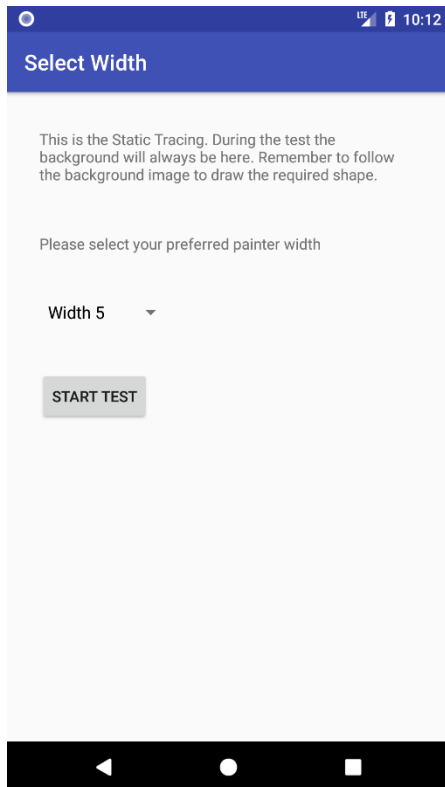 LTE 10:12
Select Width
This is the Static Tracing. During the test the
background will always be here. Remember to follow
the background image to draw the required shape.
Please select your preferred painter width
Width 5
START TEST